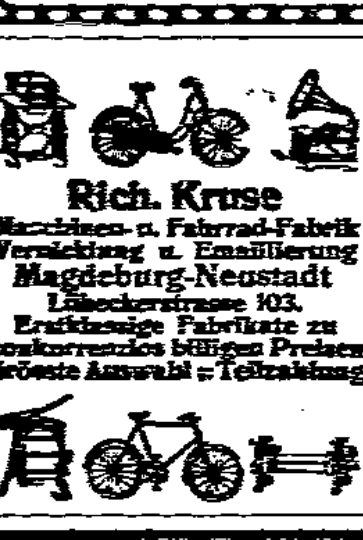 Rich. Kruse
Maschinen- u. Fahrrad-Fabrik
Vernicklung u. Emaillierung
Magdeburg-Neustadt
Lübeckerstrasse 103.
Erstklassige Fabrikate zu
konkurrenzlos billigen Preisen
Grösste Auswahl = Teilzahlung